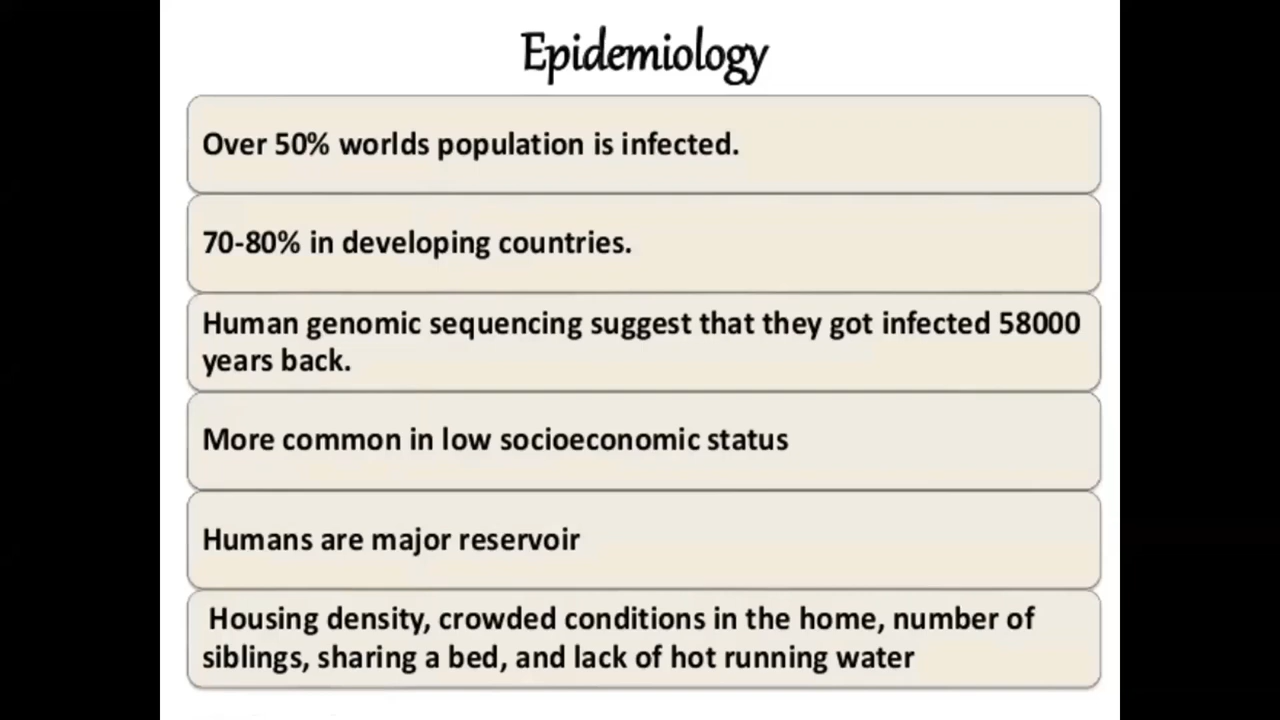 Epidemiology
Over 50% worlds population is infected.
70-80% in developing countries.
Human genomic sequencing suggest that they got infected 58000
years back.
More common in low socioeconomic status
Humans are major reservoir
Housing density, crowded conditions in the home, number of
siblings, sharing a bed, and lack of hot running water